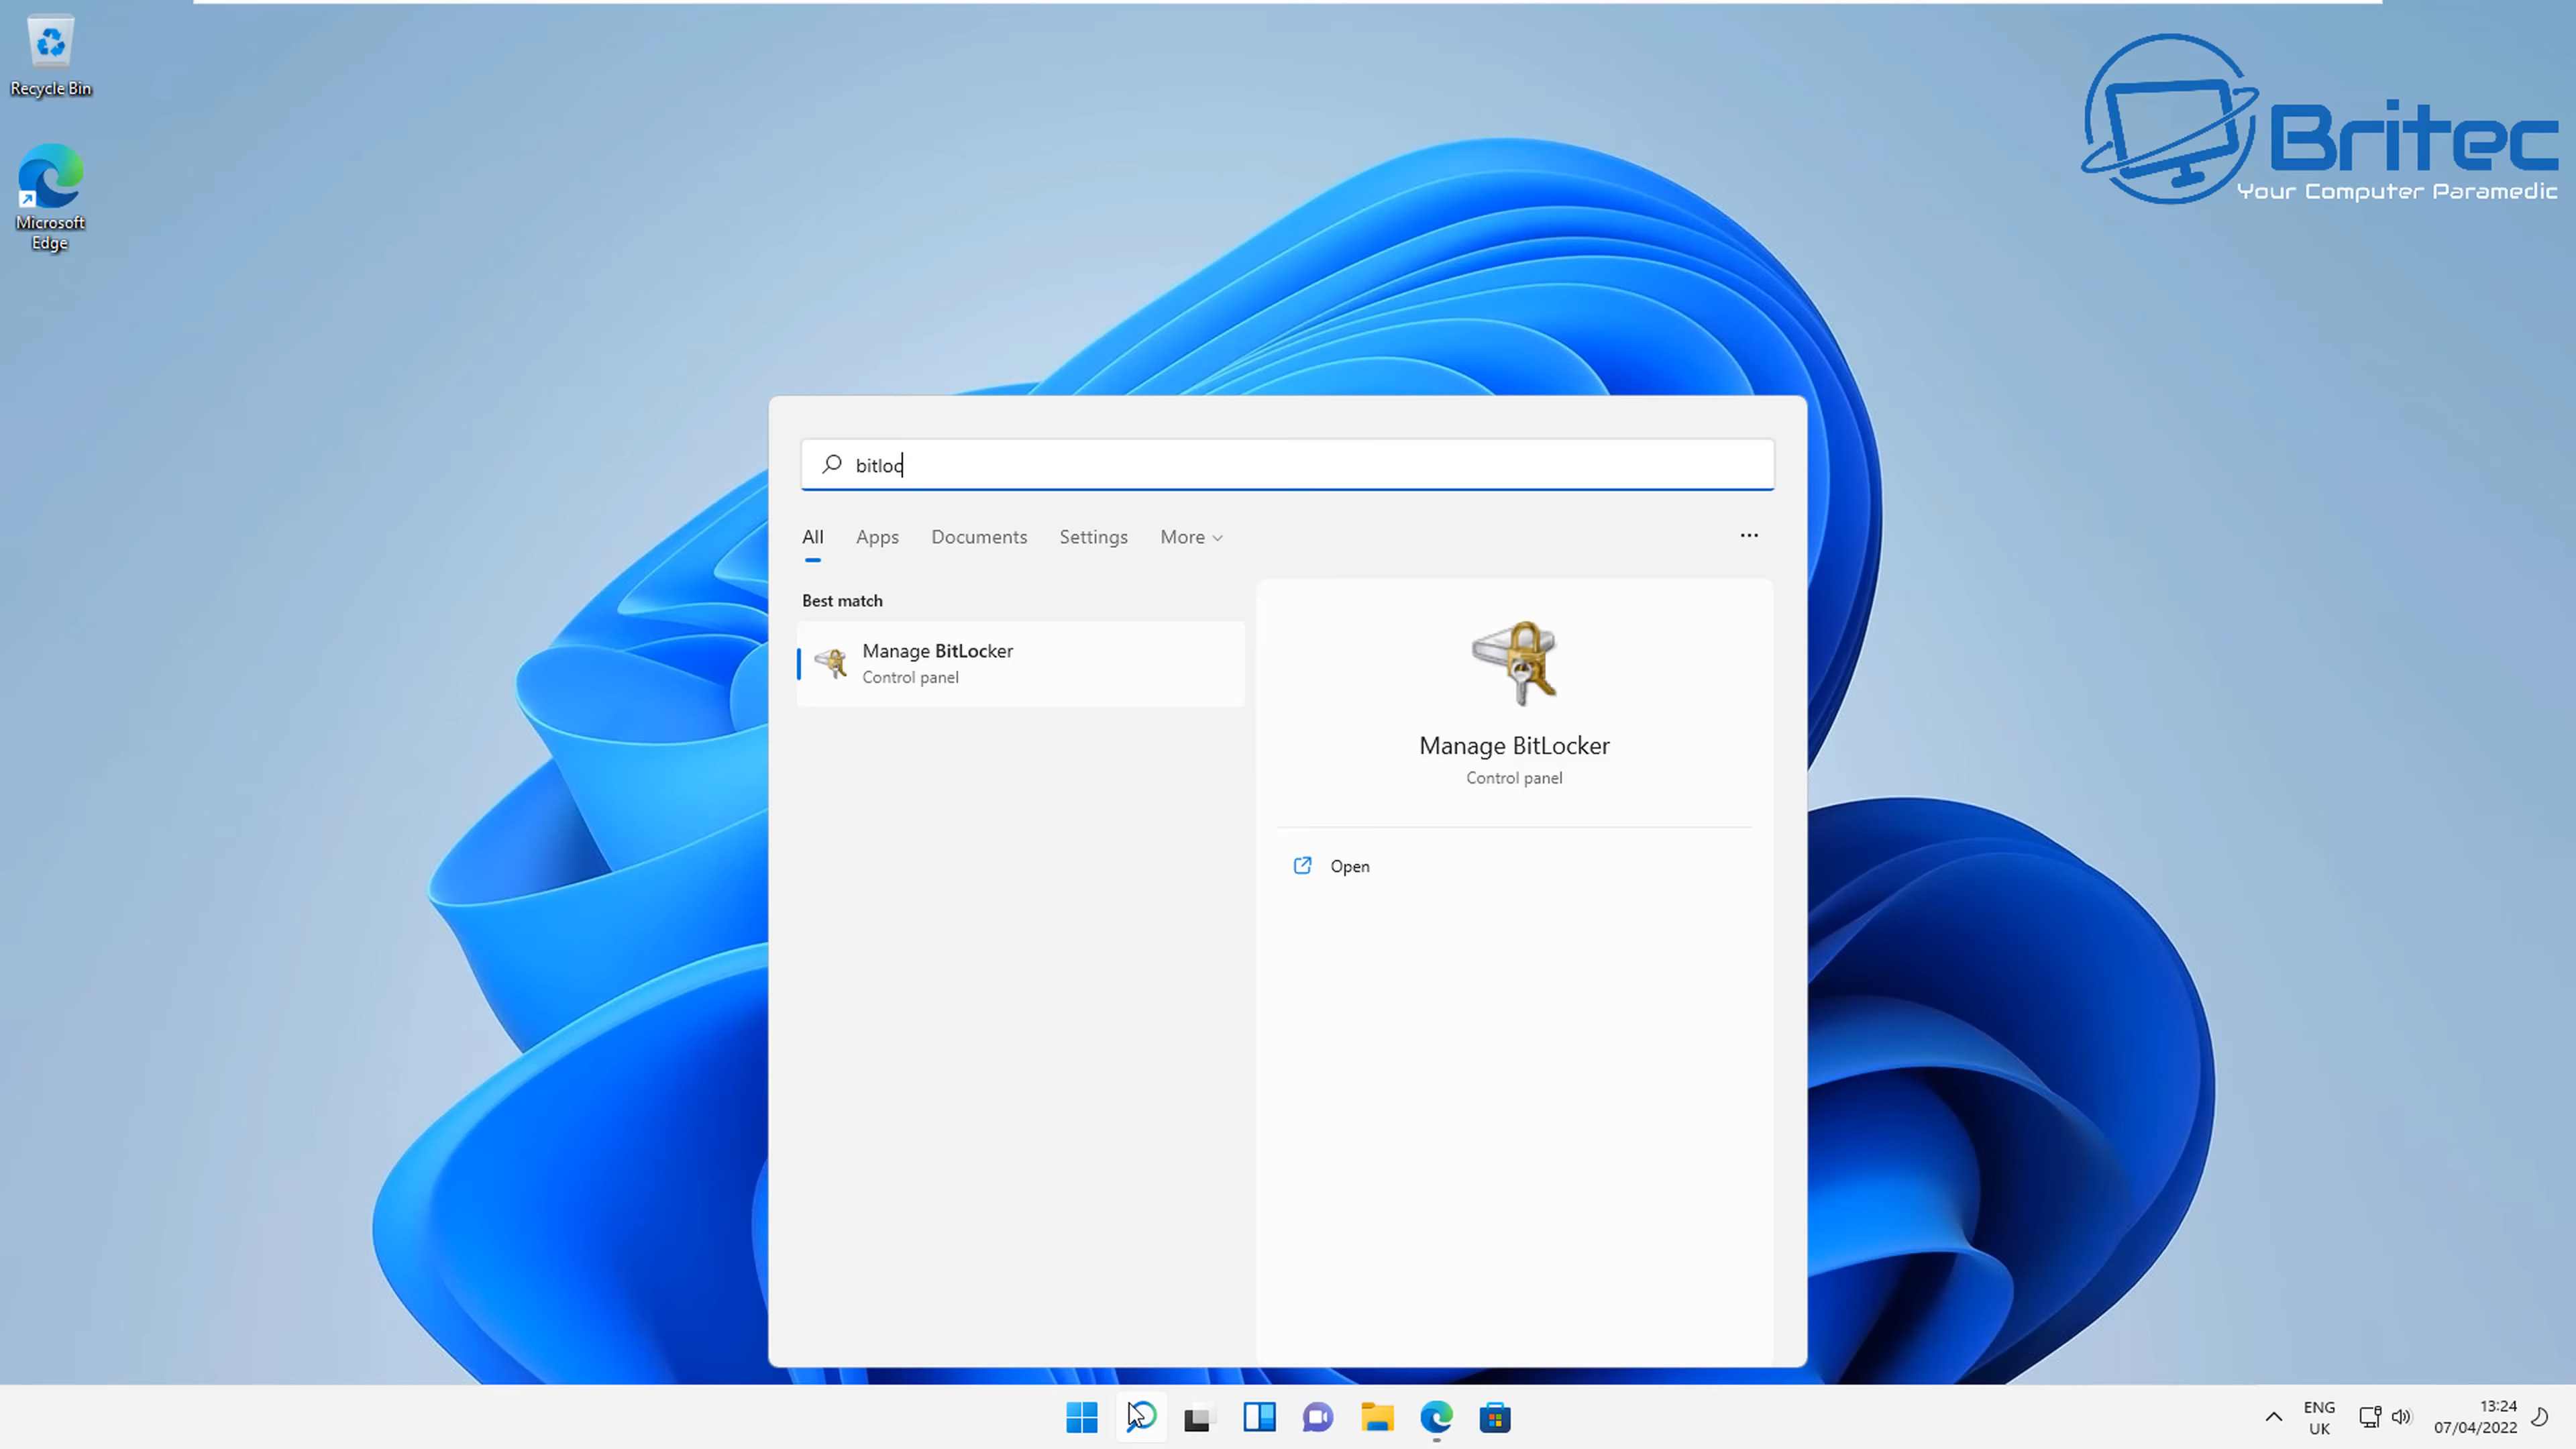 Recycle Bin
Microsoft
Edge
Britec
Your Computer Paramedic
bitloc
All Apps Documents Settings More
Best match
Manage BitLocker
Control panel
Manage BitLocker
Control panel
Open
ENG
UK
13:24
07/04/2022